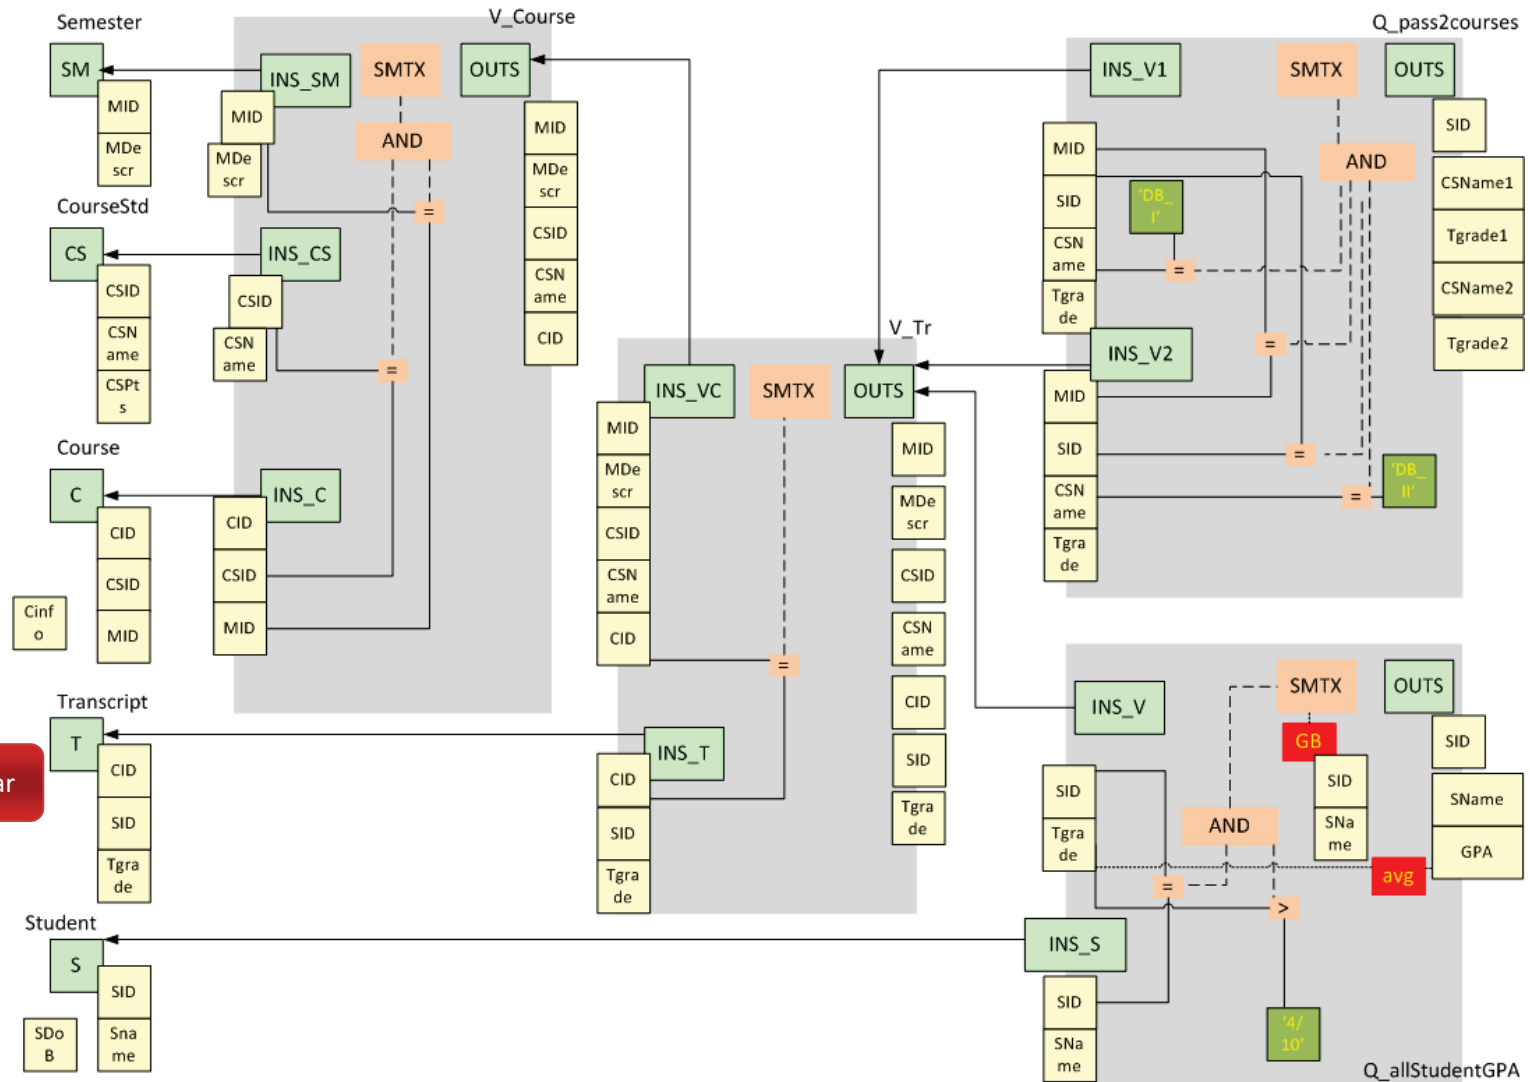 Semester
SM
MID
MDe
scr
CourseStd
CS
CSID
CSN
ame
CSPt
s
Course
C
CID
CSID
MID
Cinf
o
Transcript
T
CID
SID
Tgra
de
ar
Student
S
SID
Sna
me
SDo
B
V_Course
INS_SM
SMTX
OUTS
MID
MDe
scr
AND
=
INS_CS
CSID
CSN
ame
=
INS_C
CID
CSID
MID
MID
MDe
scr
CSID
CSN
ame
CID
V_Tr
INS_VC
SMTX
OUTS
MID
MDe
scr
CSID
CSN
ame
CID
=
INS_T
CID
SID
Tgra
de
MID
MDe
scr
CSID
CSN
ame
CID
SID
Tgra
de
Q_pass2courses
INS_V1
SMTX
OUTS
MID
SID
CSN
ame
Tgra
de
'DB_
I'
=
AND
INS_V2
=
MID
SID
CSN
ame
Tgra
de
=
=
'DB_
II'
SID
CSName1
Tgrade1
CSName2
Tgrade2
INS_V
SMTX
OUTS
GB
SID
SNa
me
SID
Tgra
de
AND
=
>
avg
SID
SName
GPA
INS_S
SID
SNa
me
'4/
10'
Q_allStudentGPA